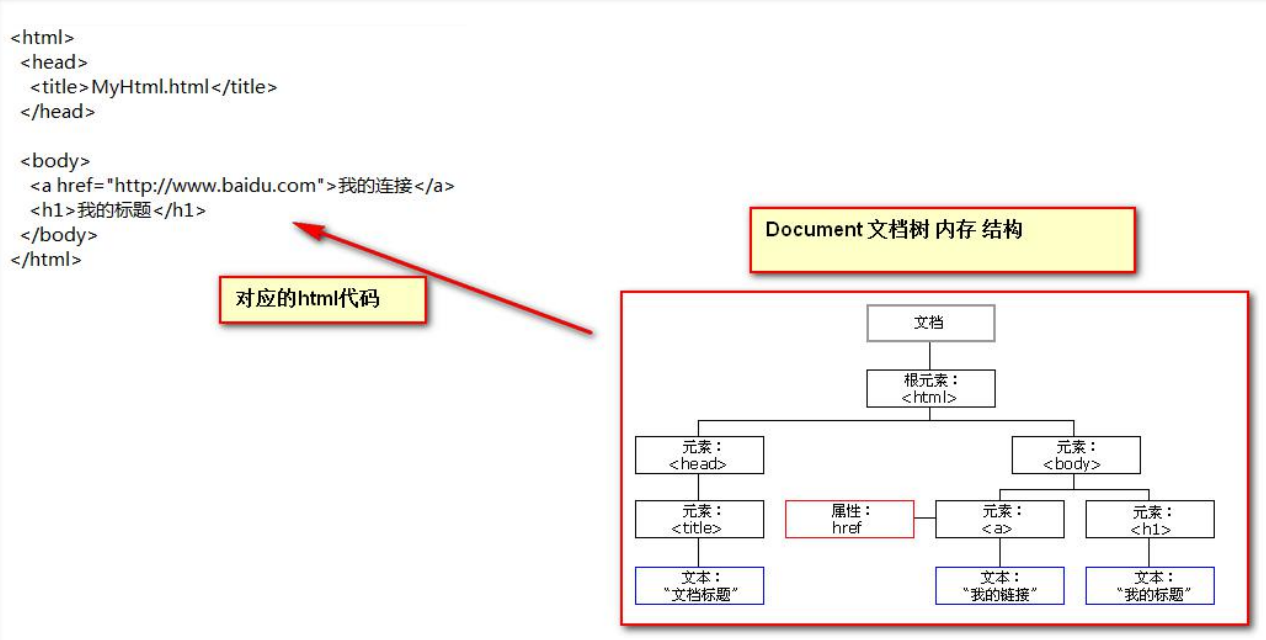 <html>
<head>
<title>MyHtml.html</title>
</head>
<body>
<a href="http://www.baidu.com">我的连接</a>
<h1>我的标题</h1>
</body>
</html>
对应的html代码
Document 文档树 内存 结构
文档
根元素：
<html>
元素：
<head>
元素：
<body>
元素：
<title>
属性：
href
元素：
<a>
元素：
<h1>
文本：
“文档标题”
文本：
“我的链接”
文本：
“我的标题”